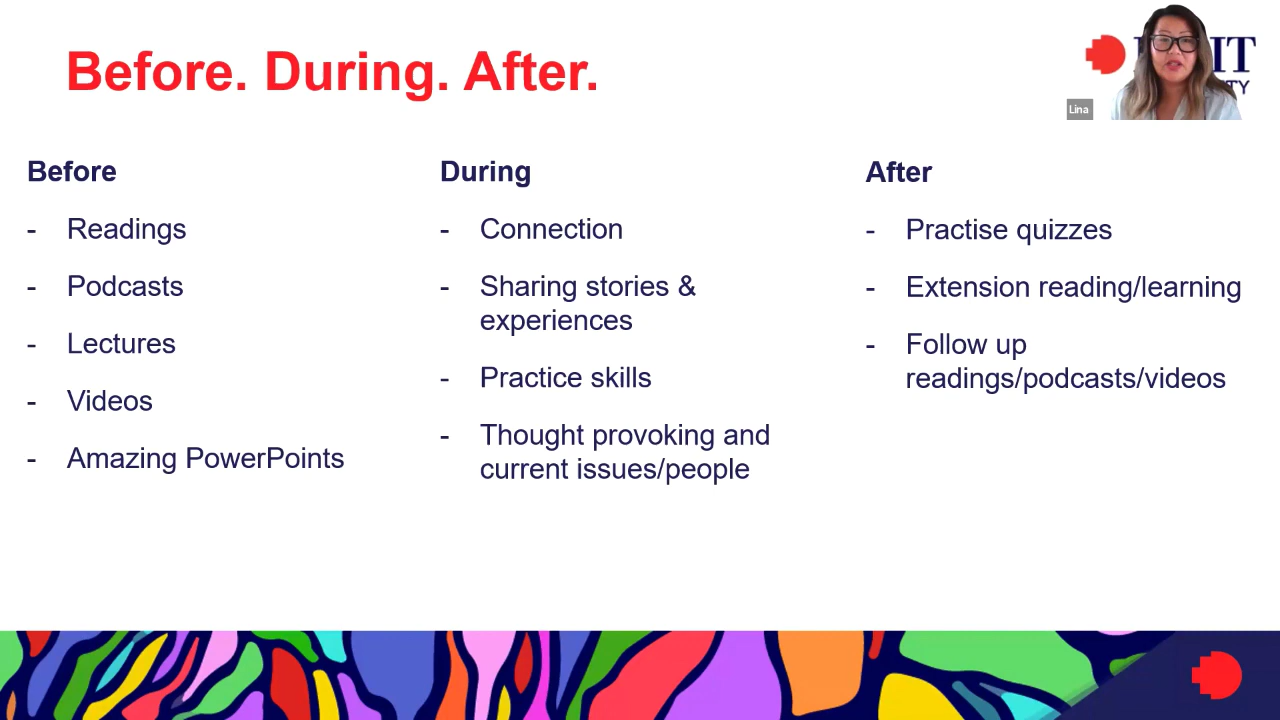 Before. During. After.
Lina
Before
- Readings
- Podcasts
- Lectures
- Videos
- Amazing PowerPoints
During
- Connection
- Sharing stories &
experiences
- Practice skills
- Thought provoking and
current issues/people
After
- Practise quizzes
- Extension reading/learning
- Follow up
readings/podcasts/videos